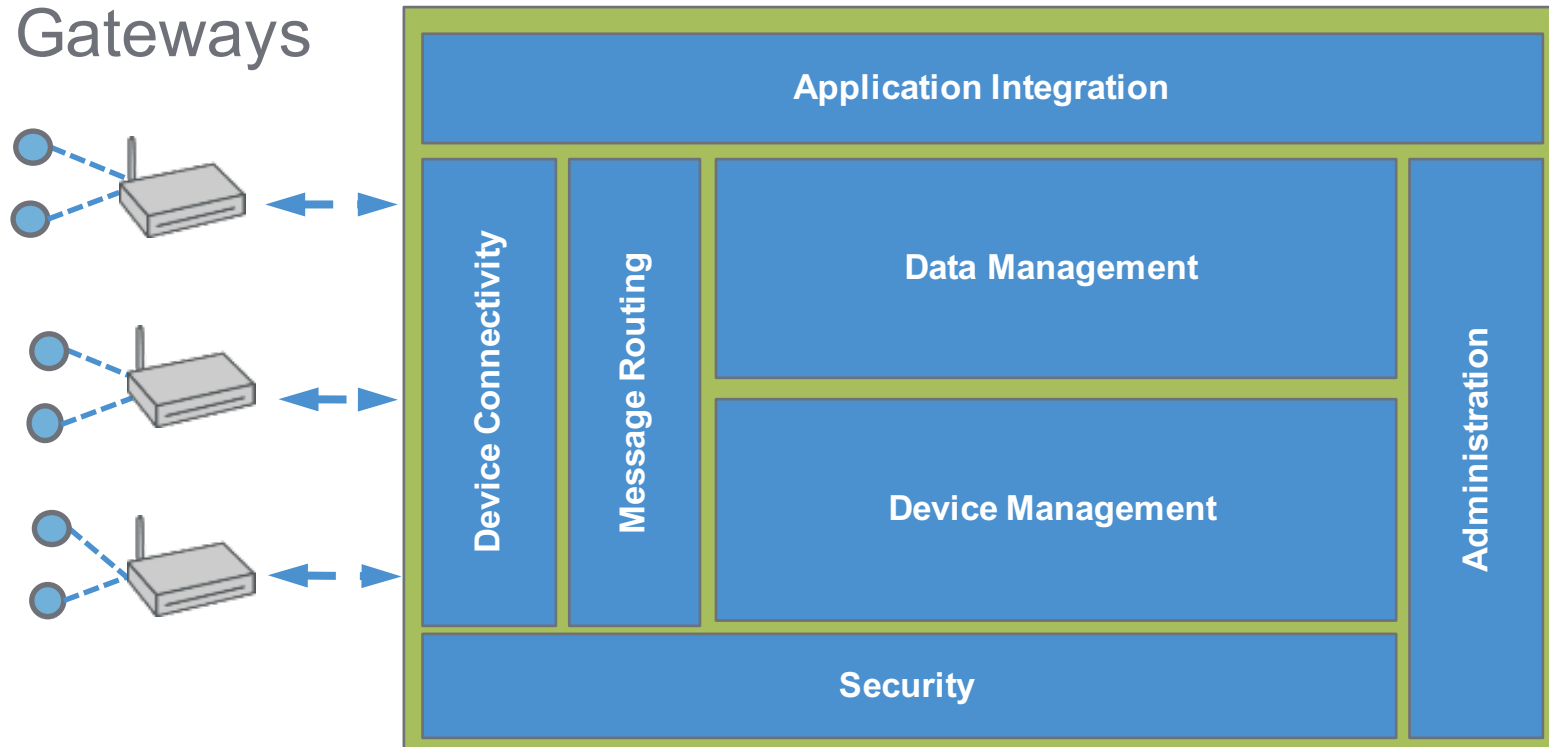 Gateways
Application Integration
Device Connectivity
Message Routing
Data Management
Device Management
Administration
Security